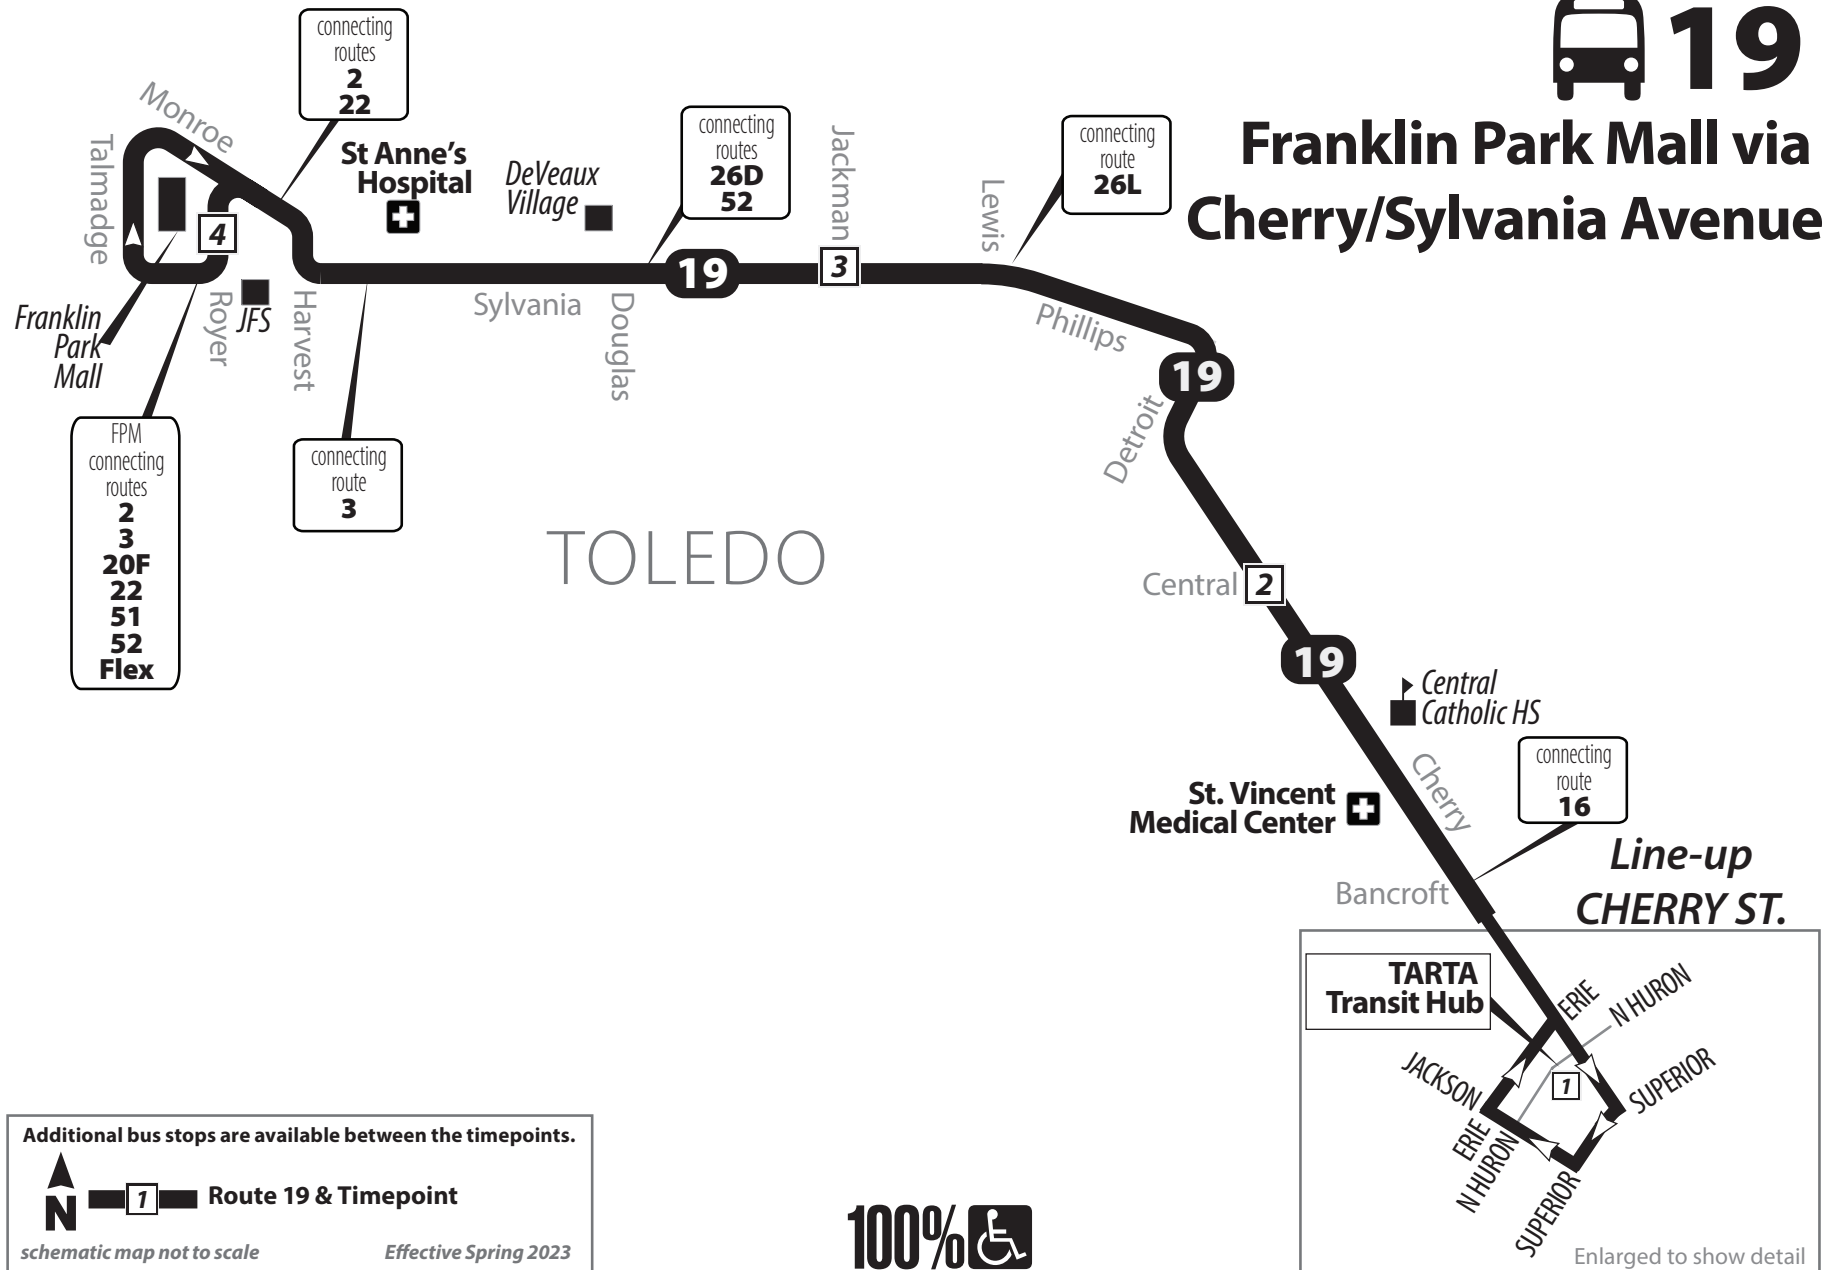 19
Franklin Park Mall via
Cherry/Sylvania Avenue
connecting
routes
2
22
Monroe
Talmadge
4
St Anne's
Hospital
DeVeaux
Village
connecting
routes
26D
52
Jackman
Lewis
connecting
route
26L
19
3
Franklin
Park
Mall
Royer
JFS
Harvest
Sylvania
Douglas
Phillips
19
Detroit
FPM
connecting
routes
2
3
20F
22
51
52
Flex
connecting
route
3
TOLEDO
Central
2
19
Central
Catholic HS
Cherry
St. Vincent
Medical Center
connecting
route
16
Bancroft
Line-up
CHERRY ST.
TARTA
Transit Hub
ERIE
N HURON
JACKSON
1
SUPERIOR
ERIE
N HURON
SUPERIOR
Enlarged to show detail
Additional bus stops are available between the timepoints.
N
1
Route 19 & Timepoint
schematic map not to scale
Effective Spring 2023
100%